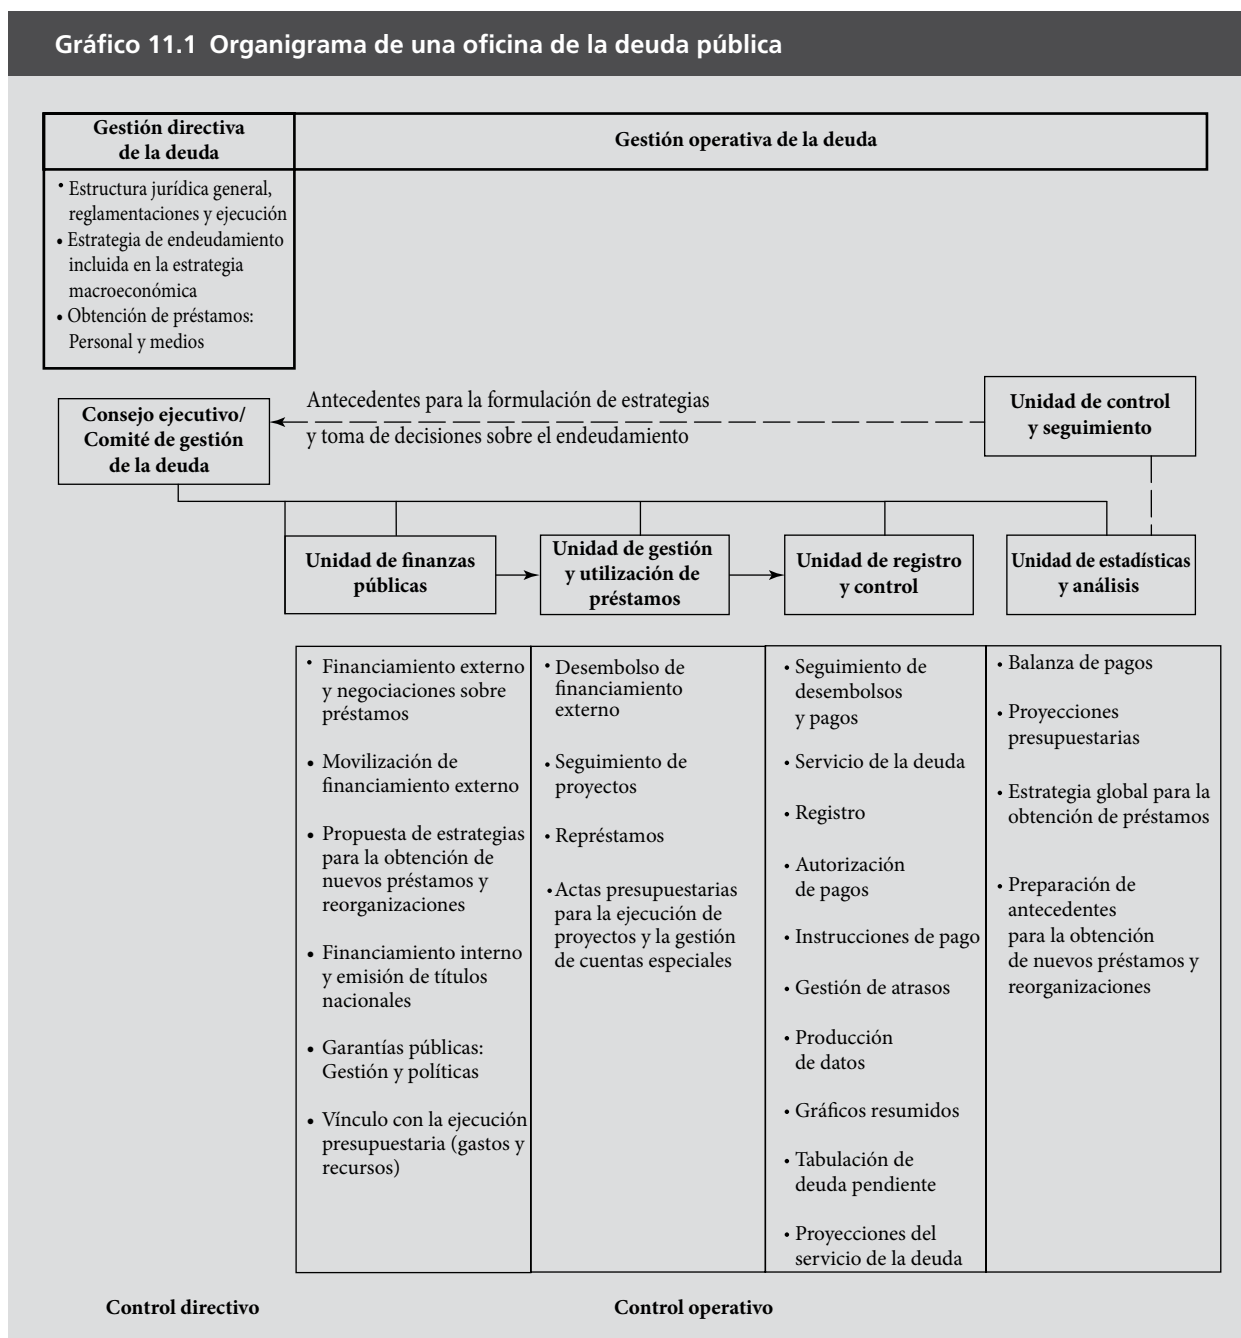 Gráfico 11.1 Organigrama de una oficina de la deuda pública
Gestión directiva
de la deuda
Gestión operativa de la deuda
• Estructura jurídica general,
reglamentaciones y ejecución
• Estrategia de endeudamiento
incluida en la estrategia
macroeconómica
• Obtención de préstamos:
Personal y medios
Consejo ejecutivo/
Comité de gestión
de la deuda
Antecedentes para la formulación de estrategias
y toma de decisiones sobre el endeudamiento
Unidad de control
y seguimiento
Unidad de finanzas
públicas
Unidad de gestión
y utilización de
préstamos
Unidad de registro
y control
Unidad de estadísticas
y análisis
• Financiamiento externo
y negociaciones sobre
préstamos
• Movilización de
financiamiento externo
• Propuesta de estrategias
para la obtención de
nuevos préstamos y
reorganizaciones
• Financiamiento interno
y emisión de títulos
nacionales
• Garantías públicas:
Gestión y políticas
• Vínculo con la ejecución
presupuestaria (gastos y
recursos)
• Desembolso de
financiamiento
externo
• Seguimiento de
proyectos
• Représtamos
• Actas presupuestarias
para la ejecución de
proyectos y la gestión
de cuentas especiales
• Seguimiento de
desembolsos
y pagos
• Servicio de la deuda
• Registro
• Autorización
de pagos
• Instrucciones de pago
• Gestión de atrasos
• Producción
de datos
• Gráficos resumidos
• Tabulación de
deuda pendiente
• Proyecciones del
servicio de la deuda
• Balanza de pagos
• Proyecciones
presupuestarias
• Estrategia global para la
obtención de préstamos
• Preparación de
antecedentes
para la obtención
de nuevos préstamos y
reorganizaciones
Control directivo
Control operativo